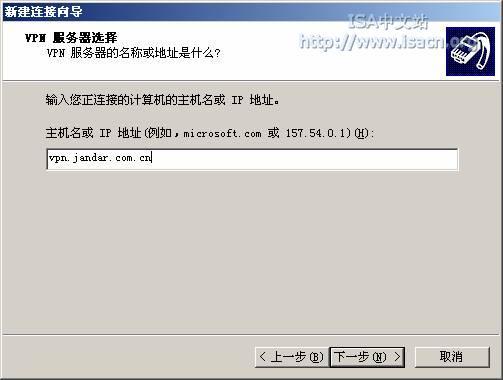 新建连接向导
ISA中文站
http://www.isacn.org
VPN 服务器选择
VPN 服务器的名称或地址是什么?
输入您正连接的计算机的主机名或 IP 地址。
主机名或 IP 地址(例如，microsoft.com 或 157.54.0.1)(H):
vpn.jandar.com.cn
< 上一步(B) 下一步(N) > 取消